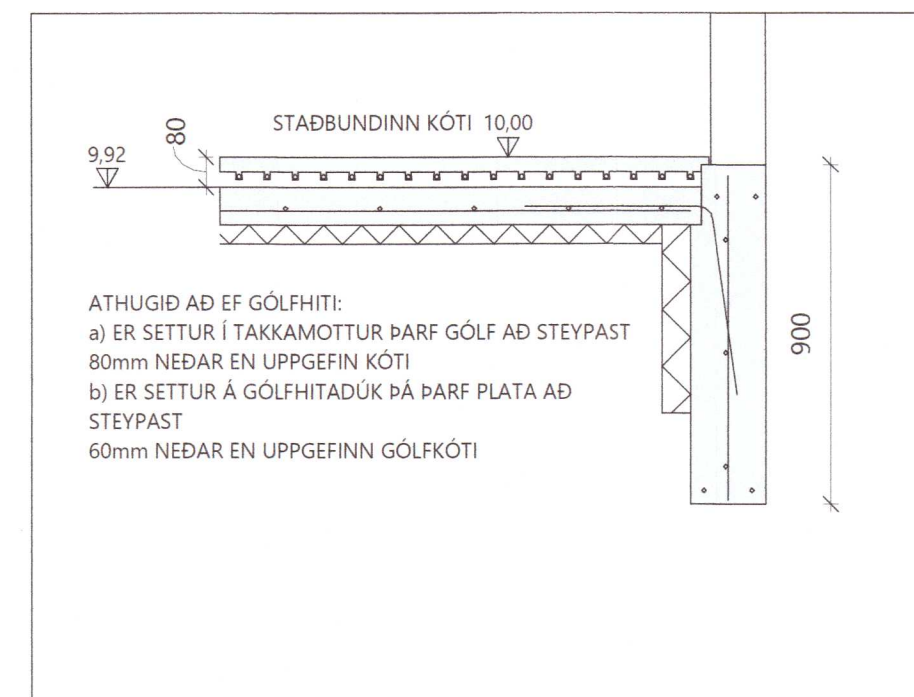 STAÐBUNDINN KÓTI 10,00
80
9,92
ATHUGIÐ AÐ EF GÓLFHITI:
a) ER SETTUR Í TAKKAMOTTUR ÞARF GÓLF AÐ STEYPAST
80mm NEÐAR EN UPPGEFIN KÓTI
b) ER SETTUR Á GÓLFHITADÚK ÞÁ ÞARF PLATA AÐ
STEYPAST
60mm NEÐAR EN UPPGEFINN GÓLFKÓTI
900